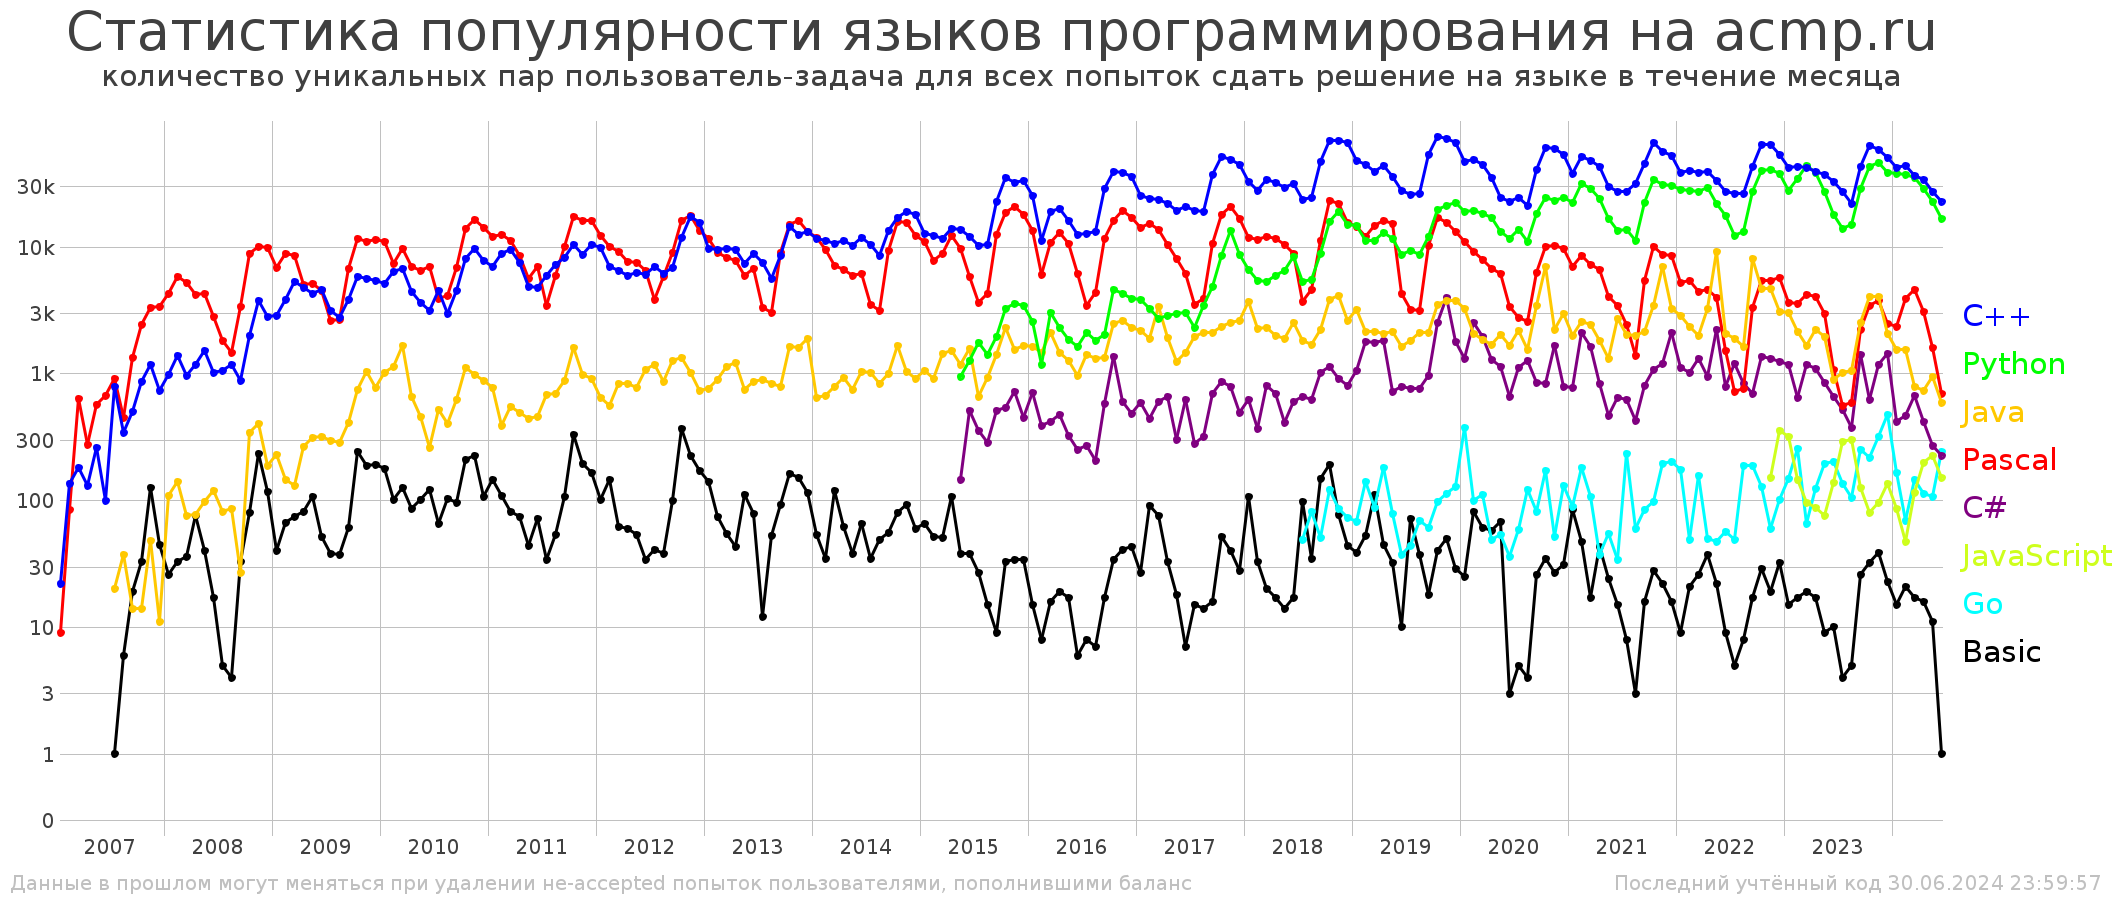 Статистика популярности языков программирования на acmp.ru
количество уникальных пар пользователь-задача для всех попыток сдать решение на языке в течение месяца
30k
10k
3k
1k
300
100
30
10
3
1
0
C++
Python
Java
Pascal
C#
JavaScript
Go
Basic
2007 2008 2009 2010 2011 2012 2013 2014 2015 2016 2017 2018 2019 2020 2021 2022 2023
Данные в прошлом могут меняться при удалении не-accepted попыток пользователями, пополнившими баланс
Последний учтённый код 30.06.2024 23:59:57